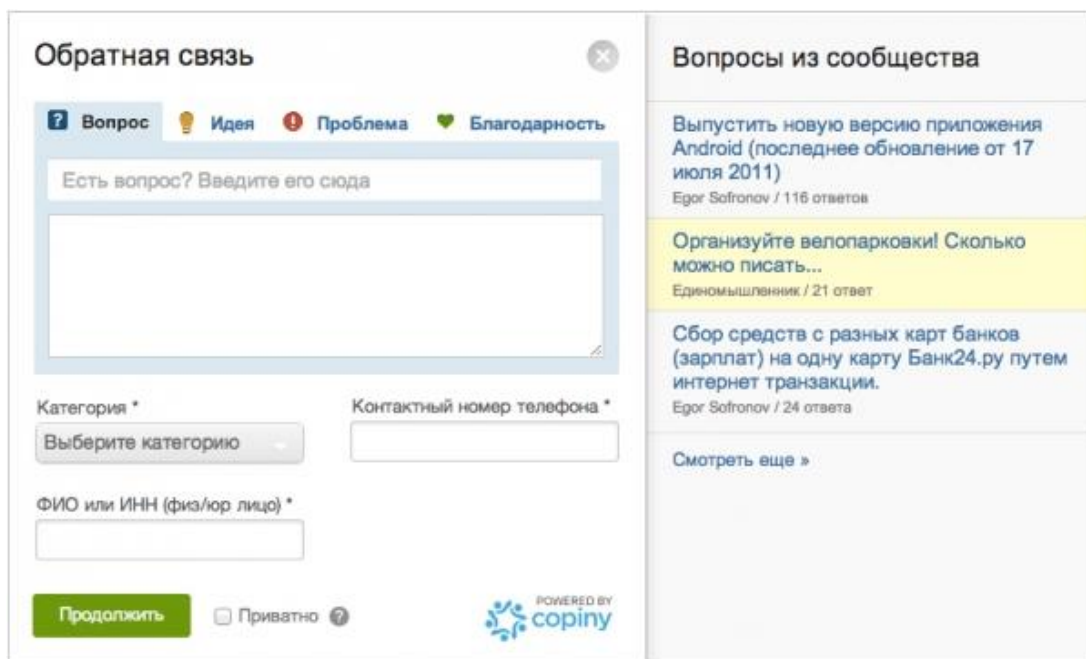 Обратная связь
Вопрос Идея Проблема Благодарность
Есть вопрос? Введите его сюда
Категория *
Выберите категорию
Контактный номер телефона *
ФИО или ИНН (физ/юр лицо) *
Продолжить
Приватно ?
POWERED BY
copiny
Вопросы из сообщества
Выпустить новую версию приложения
Android (последнее обновление от 17
июля 2011)
Egor Sofronov / 116 ответов
Организуйте велопарковки! Сколько
можно писать...
Единомышленник / 21 ответ
Сбор средств с разных карт банков
(зарплат) на одну карту Банк24.ру путем
интернет транзакции.
Egor Sofronov / 24 ответа
Смотреть еще »